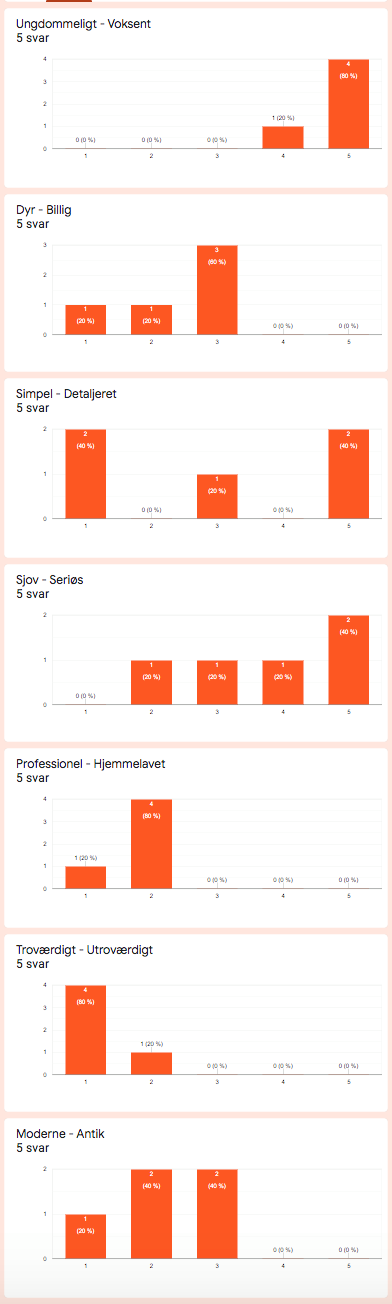 Ungdommeligt - Voksent
5 svar
4
3
2
1
0
0 (0 %)
0 (0 %)
0 (0 %)
1 (20 %)
4
(80 %)
1 2 3 4 5
Dyr - Billig
5 svar
3
2
1
0
1
(20 %)
1
(20 %)
3
(60 %)
0 (0 %)
0 (0 %)
1 2 3 4 5
Simpel - Detaljeret
5 svar
2
1
0
2
(40 %)
0 (0 %)
1
(20 %)
0 (0 %)
2
(40 %)
1 2 3 4 5
Sjov - Seriøs
5 svar
2
1
0
0 (0 %)
1
(20 %)
1
(20 %)
1
(20 %)
2
(40 %)
1 2 3 4 5
Professionel - Hjemmelavet
5 svar
4
3
2
1
0
1 (20 %)
4
(80 %)
0 (0 %)
0 (0 %)
0 (0 %)
1 2 3 4 5
Troværdigt - Utroværdigt
5 svar
4
3
2
1
0
4
(80 %)
1 (20 %)
0 (0 %)
0 (0 %)
0 (0 %)
1 2 3 4 5
Moderne - Antik
5 svar
2
1
0
1
(20 %)
2
(40 %)
2
(40 %)
0 (0 %)
0 (0 %)
1 2 3 4 5